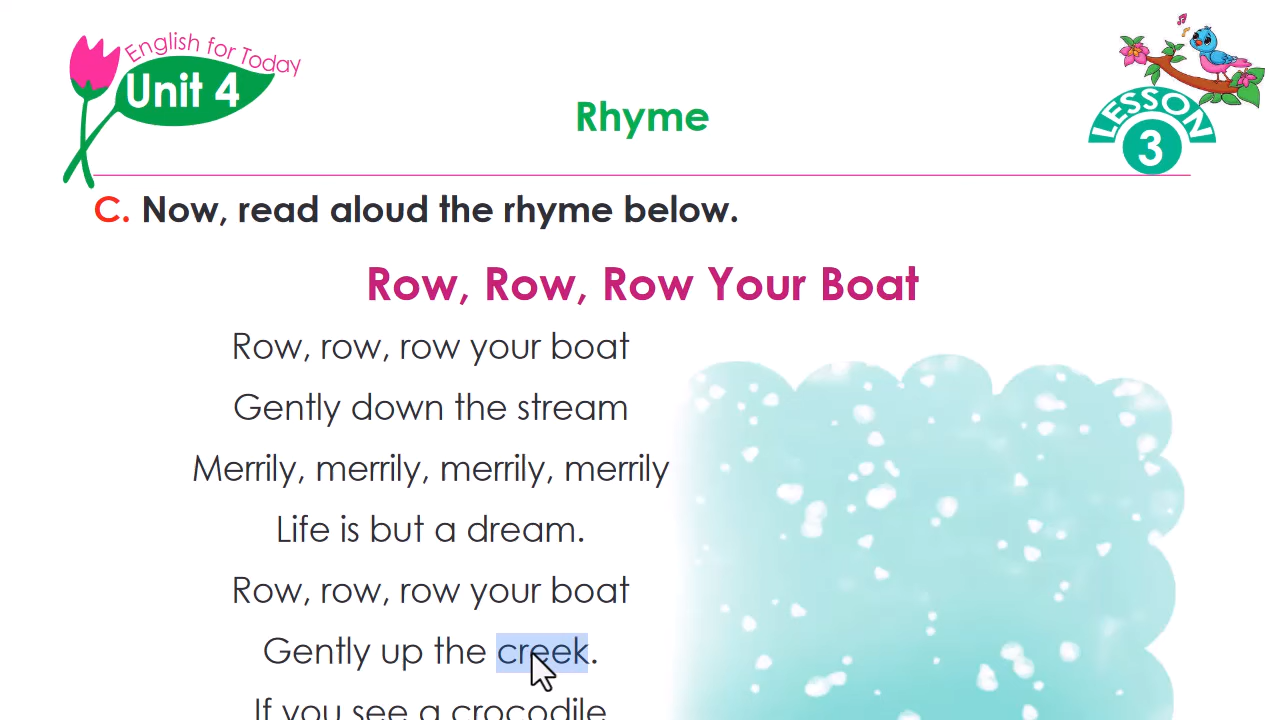 English for Today
Unit 4
Rhyme
LESSON
3
C. Now, read aloud the rhyme below.
Row, Row, Row Your Boat
Row, row, row your boat
Gently down the stream
Merrily, merrily, merrily, merrily
Life is but a dream.
Row, row, row your boat
Gently up the creek.
If you see a crocodile